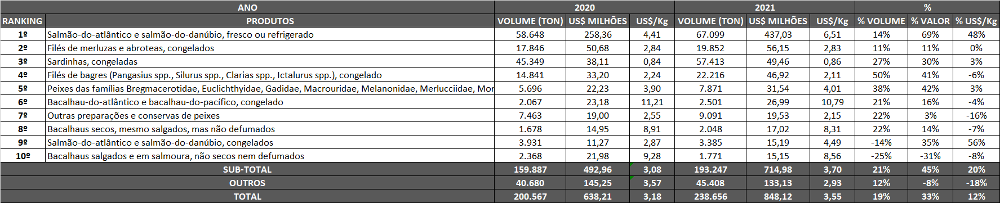 ANO 2020 2021 %
RANKING PRODUTOS VOLUME (TON) US$ MILHÕES US$/Kg VOLUME (TON) US$ MILHÕES US$/Kg % VOLUME % VALOR % US$/Kg
1º Salmão-do-atlântico e salmão-do-danúbio, fresco ou refrigerado 58.648 258,36 4,41 67.099 437,03 6,51 14% 69% 48%
2º Filés de merluzas e abroteas, congelados 17.846 50,68 2,84 19.852 56,15 2,83 11% 11% 0%
3º Sardinhas, congeladas 45.349 38,11 0,84 57.413 49,46 0,86 27% 30% 3%
4º Filés de bagres (Pangasius spp., Silurus spp., Clarias spp., Ictalurus spp.), congelado 14.841 33,20 2,24 22.216 46,92 2,11 50% 41% -6%
5º Peixes das famílias Bregmacerotidae, Euclichthyidae, Gadidae, Macrouridae, Melanonidae, Merlucciidae, Mor 5.696 22,23 3,90 7.871 31,54 4,01 38% 42% 3%
6º Bacalhau-do-atlântico e bacalhau-do-pacífico, congelado 2.067 23,18 11,21 2.501 26,99 10,79 21% 16% -4%
7º Outras preparações e conservas de peixes 7.463 19,00 2,55 9.091 19,53 2,15 22% 3% -16%
8º Bacalhaus secos, mesmo salgados, mas não defumados 1.678 14,95 8,91 2.048 17,02 8,31 22% 14% -7%
9º Salmão-do-atlântico e salmão-do-danúbio, congelados 3.931 11,27 2,87 3.385 15,19 4,49 -14% 35% 56%
10º Bacalhaus salgados e em salmoura, não secos nem defumados 2.368 21,98 9,28 1.771 15,15 8,56 -25% -31% -8%
SUB-TOTAL 159.887 492,96 3,08 193.247 714,98 3,70 21% 45% 20%
OUTROS 40.680 145,25 3,57 45.408 133,13 2,93 12% -8% -18%
TOTAL 200.567 638,21 3,18 238.656 848,12 3,55 19% 33% 12%